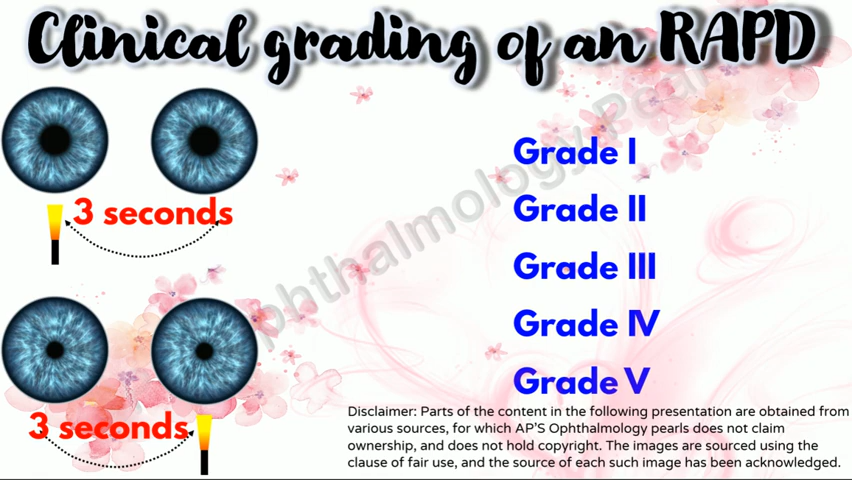 Clinical grading of an RAPD
3 seconds
3 seconds
Grade I
Grade II
Grade III
Grade IV
Grade V
Disclaimer: Parts of the content in the following presentation are obtained from
various sources, for which AP'S Ophthalmology pearls does not claim
ownership, and does not hold copyright. The images are sourced using the
clause of fair use, and the source of each such image has been acknowledged.